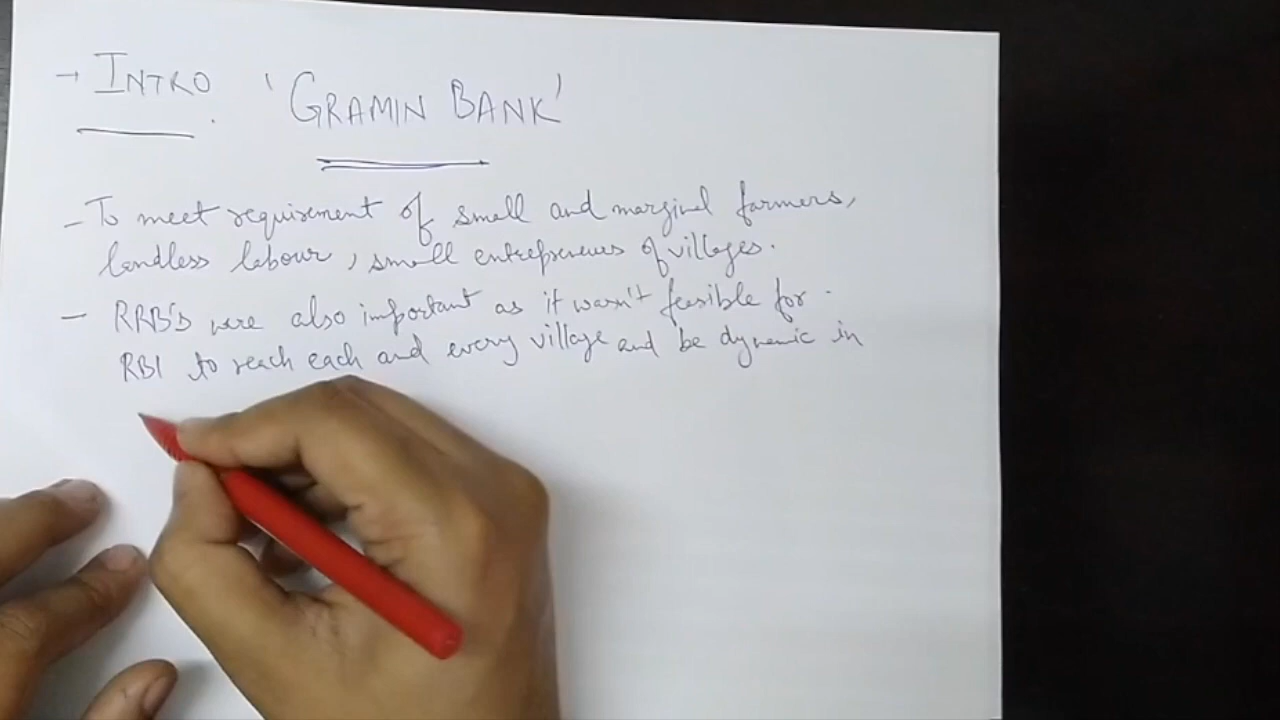 → INTRO. 'GRAMIN BANK'
- To meet requirement of small and marginal farmers,
landless labour, small entrepreneurs of villages.
- RRB'S were also important as it wasn't feasible for
RBI to reach each and every village and be dynamic in